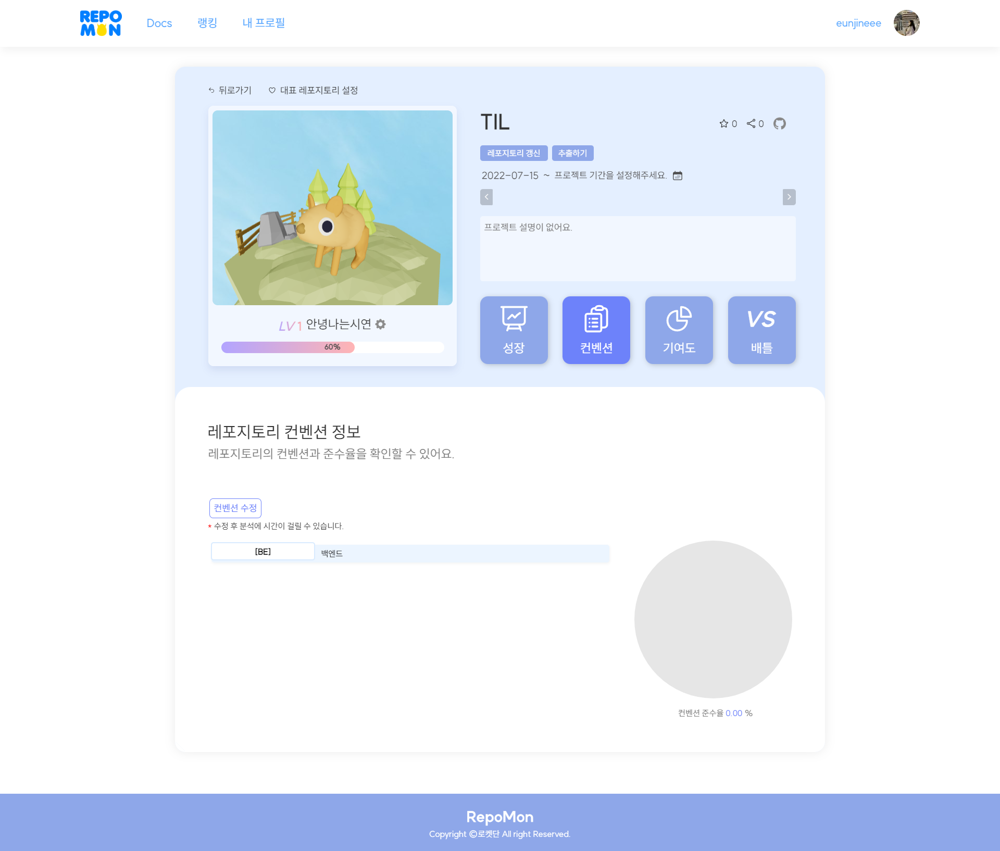 REPO
MON
Docs
랭킹
내 프로필
eunjineee
뒤로가기
대표 레포지토리 설정
TIL
0
0
레포지토리 갱신
추출하기
2022-07-15 ~ 프로젝트 기간을 설정해주세요.
프로젝트 설명이 없어요.
LV 1 안녕나는시연
60%
성장
컨벤션
기여도
VS
배틀
레포지토리 컨벤션 정보
레포지토리의 컨벤션과 준수율을 확인할 수 있어요.
컨벤션 수정
* 수정 후 분석에 시간이 걸릴 수 있습니다.
[BE]
백엔드
컨벤션 준수율 0.00 %
RepoMon
Copyright ©로켓단 All right Reserved.